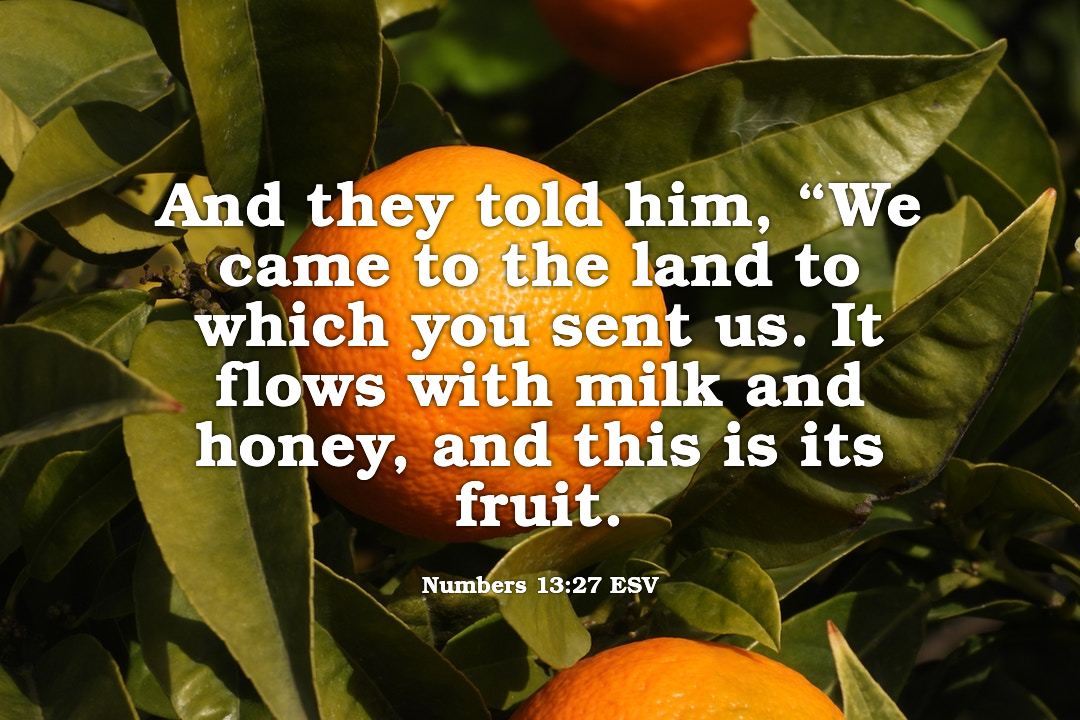 And they told him, “We
came to the land to
which you sent us. It
flows with milk and
honey, and this is its
fruit.
Numbers 13:27 ESV